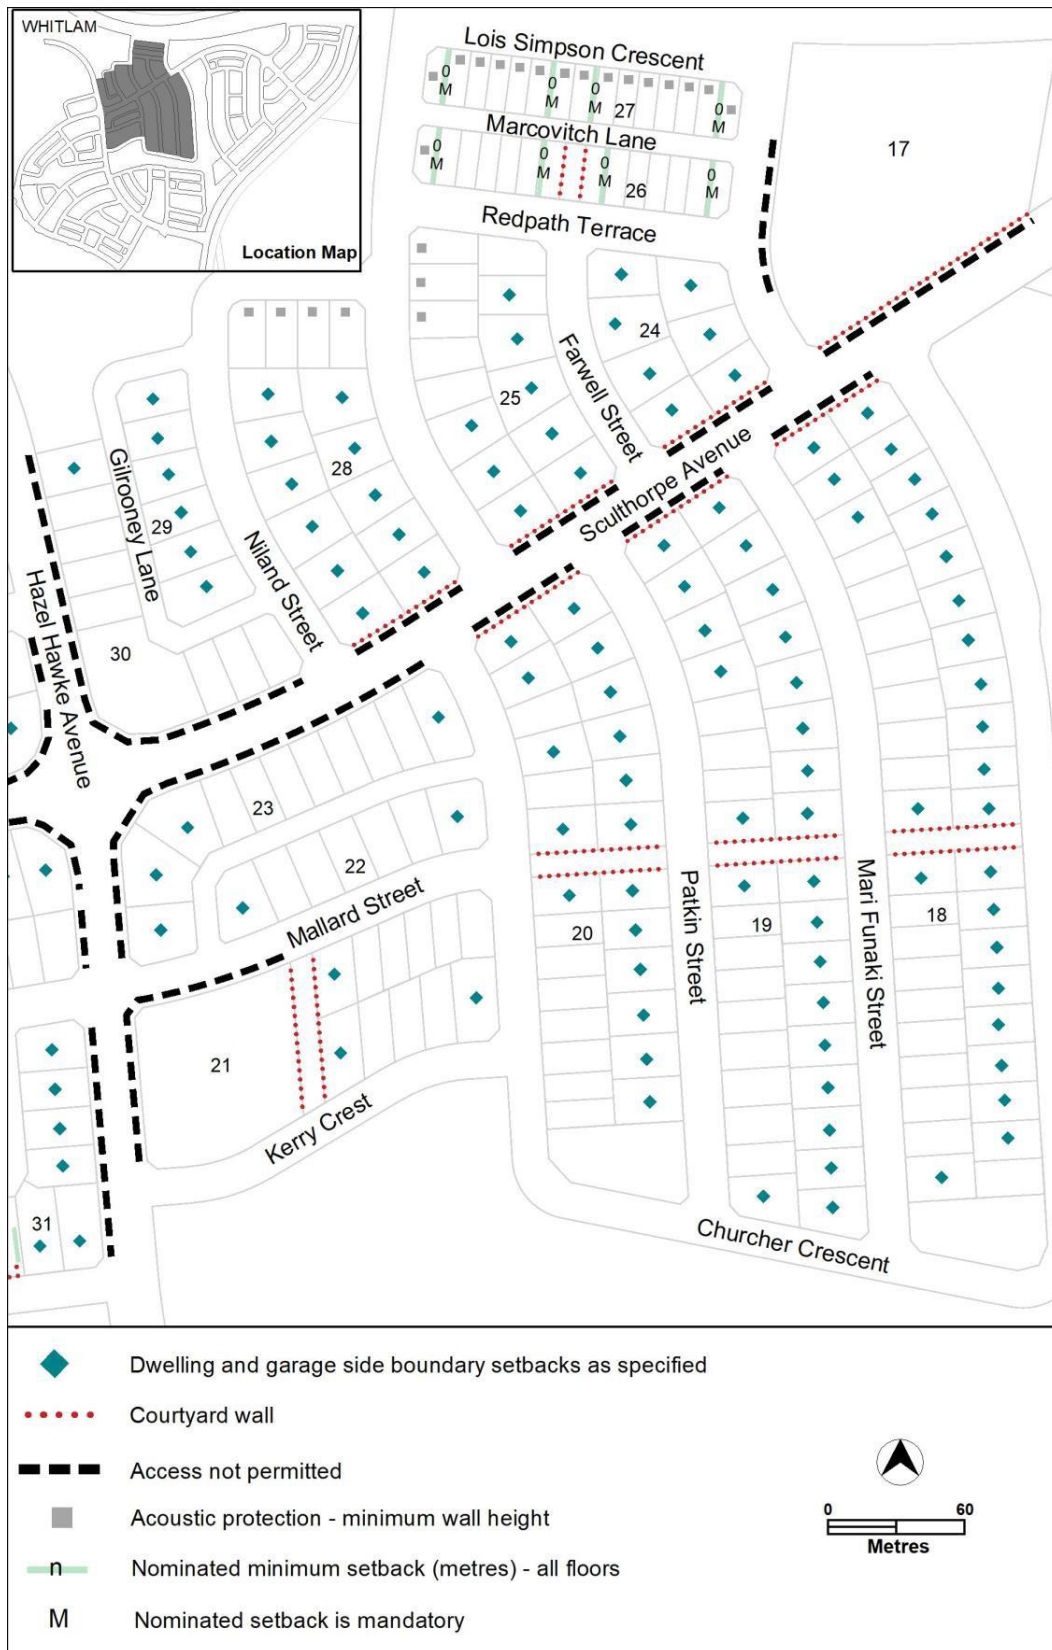 WHITLAM
Location Map
Lois Simpson Crescent
0
M
0
M
0
M
0
M
27
Marcovitch Lane
17
0
M
0
M
0
M
0
M
26
Redpath Terrace
24
Farwell Street
25
Sculthorpe Avenue
28
Gilrooney Lane
29
Niland Street
Hazel Hawke Avenue
30
23
22
Mallard Street
Patkin Street
Mari Funaki Street
20
19
18
21
Kerry Crest
31
Churcher Crescent
Dwelling and garage side boundary setbacks as specified
Courtyard wall
Access not permitted
Acoustic protection - minimum wall height
n
Nominated minimum setback (metres) - all floors
M
Nominated setback is mandatory
0 60
Metres